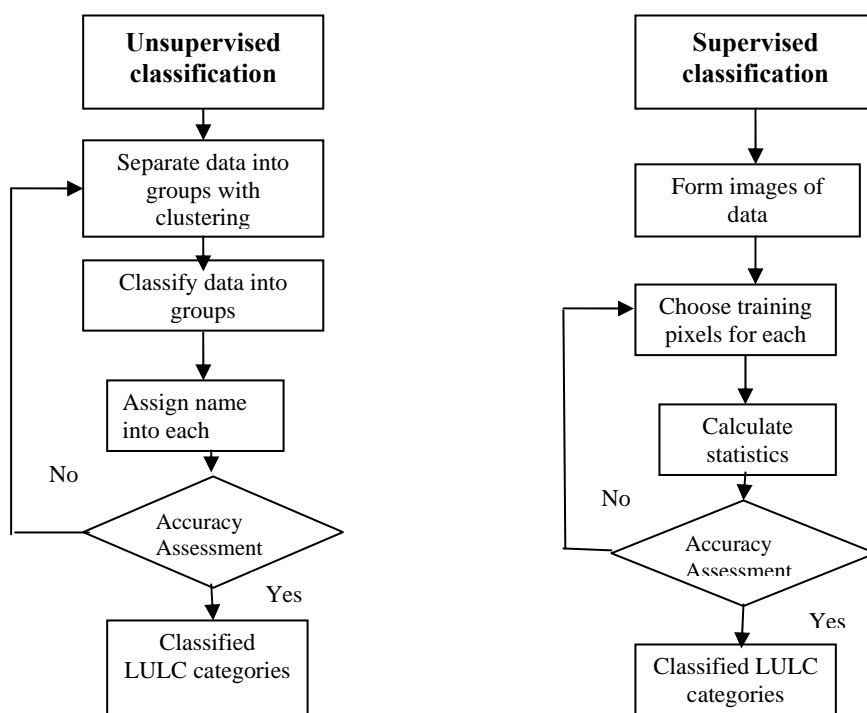 Unsupervised
classification
Separate data into
groups with
clustering
Classify data into
groups
Assign name
into each
No
Accuracy
Assessment
Yes
Classified
LULC categories
Supervised
classification
Form images of
data
Choose training
pixels for each
Calculate
statistics
No
Accuracy
Assessment
Yes
Classified LULC
categories